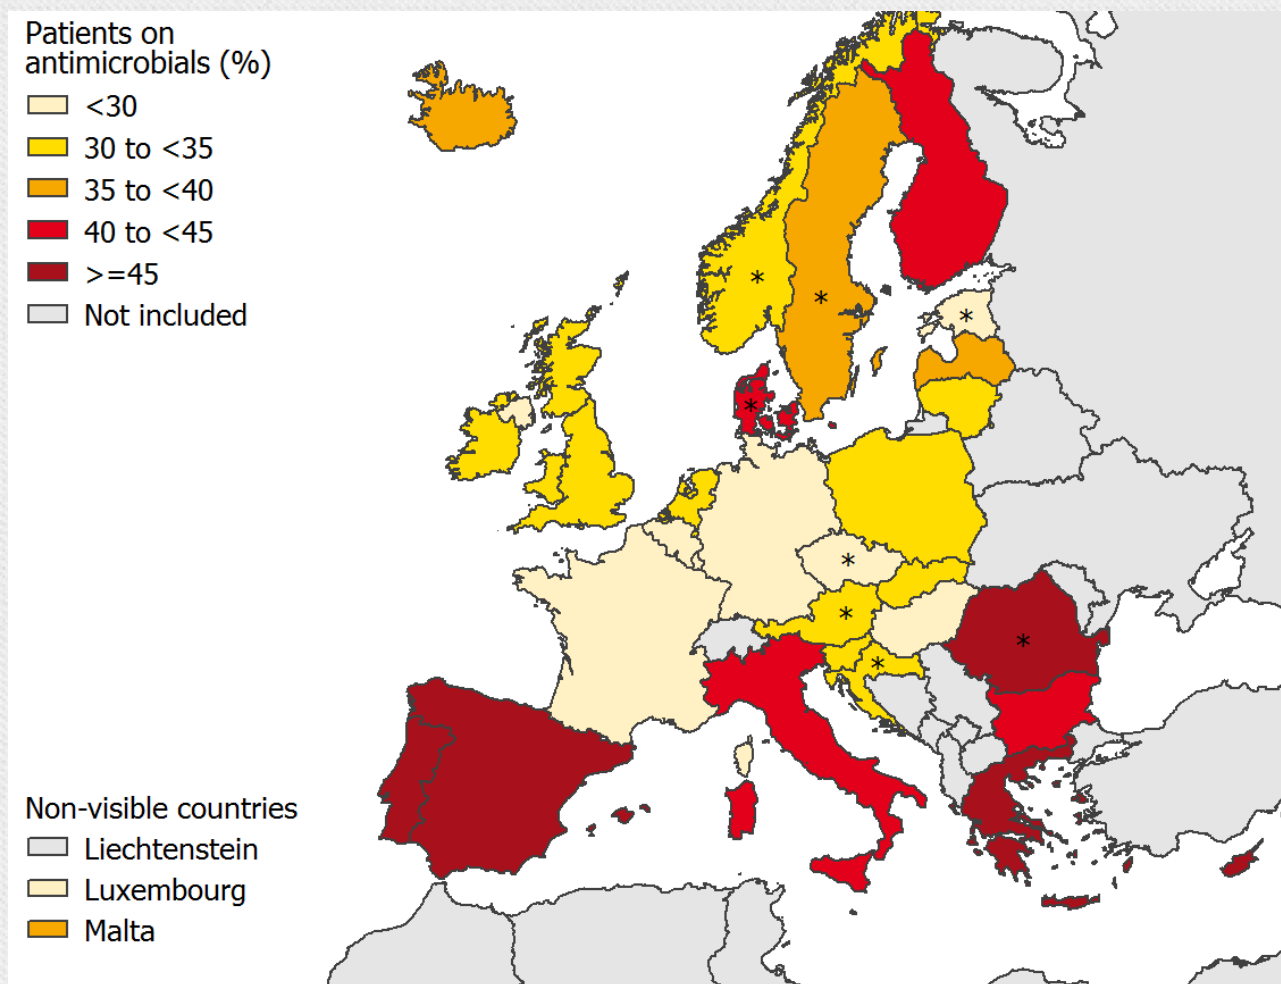 Patients on
antimicrobials (%)
<30
30 to <35
35 to <40
40 to <45
>=45
Not included
*
*
*
*
*
*
*
*
Non-visible countries
Liechtenstein
Luxembourg
Malta